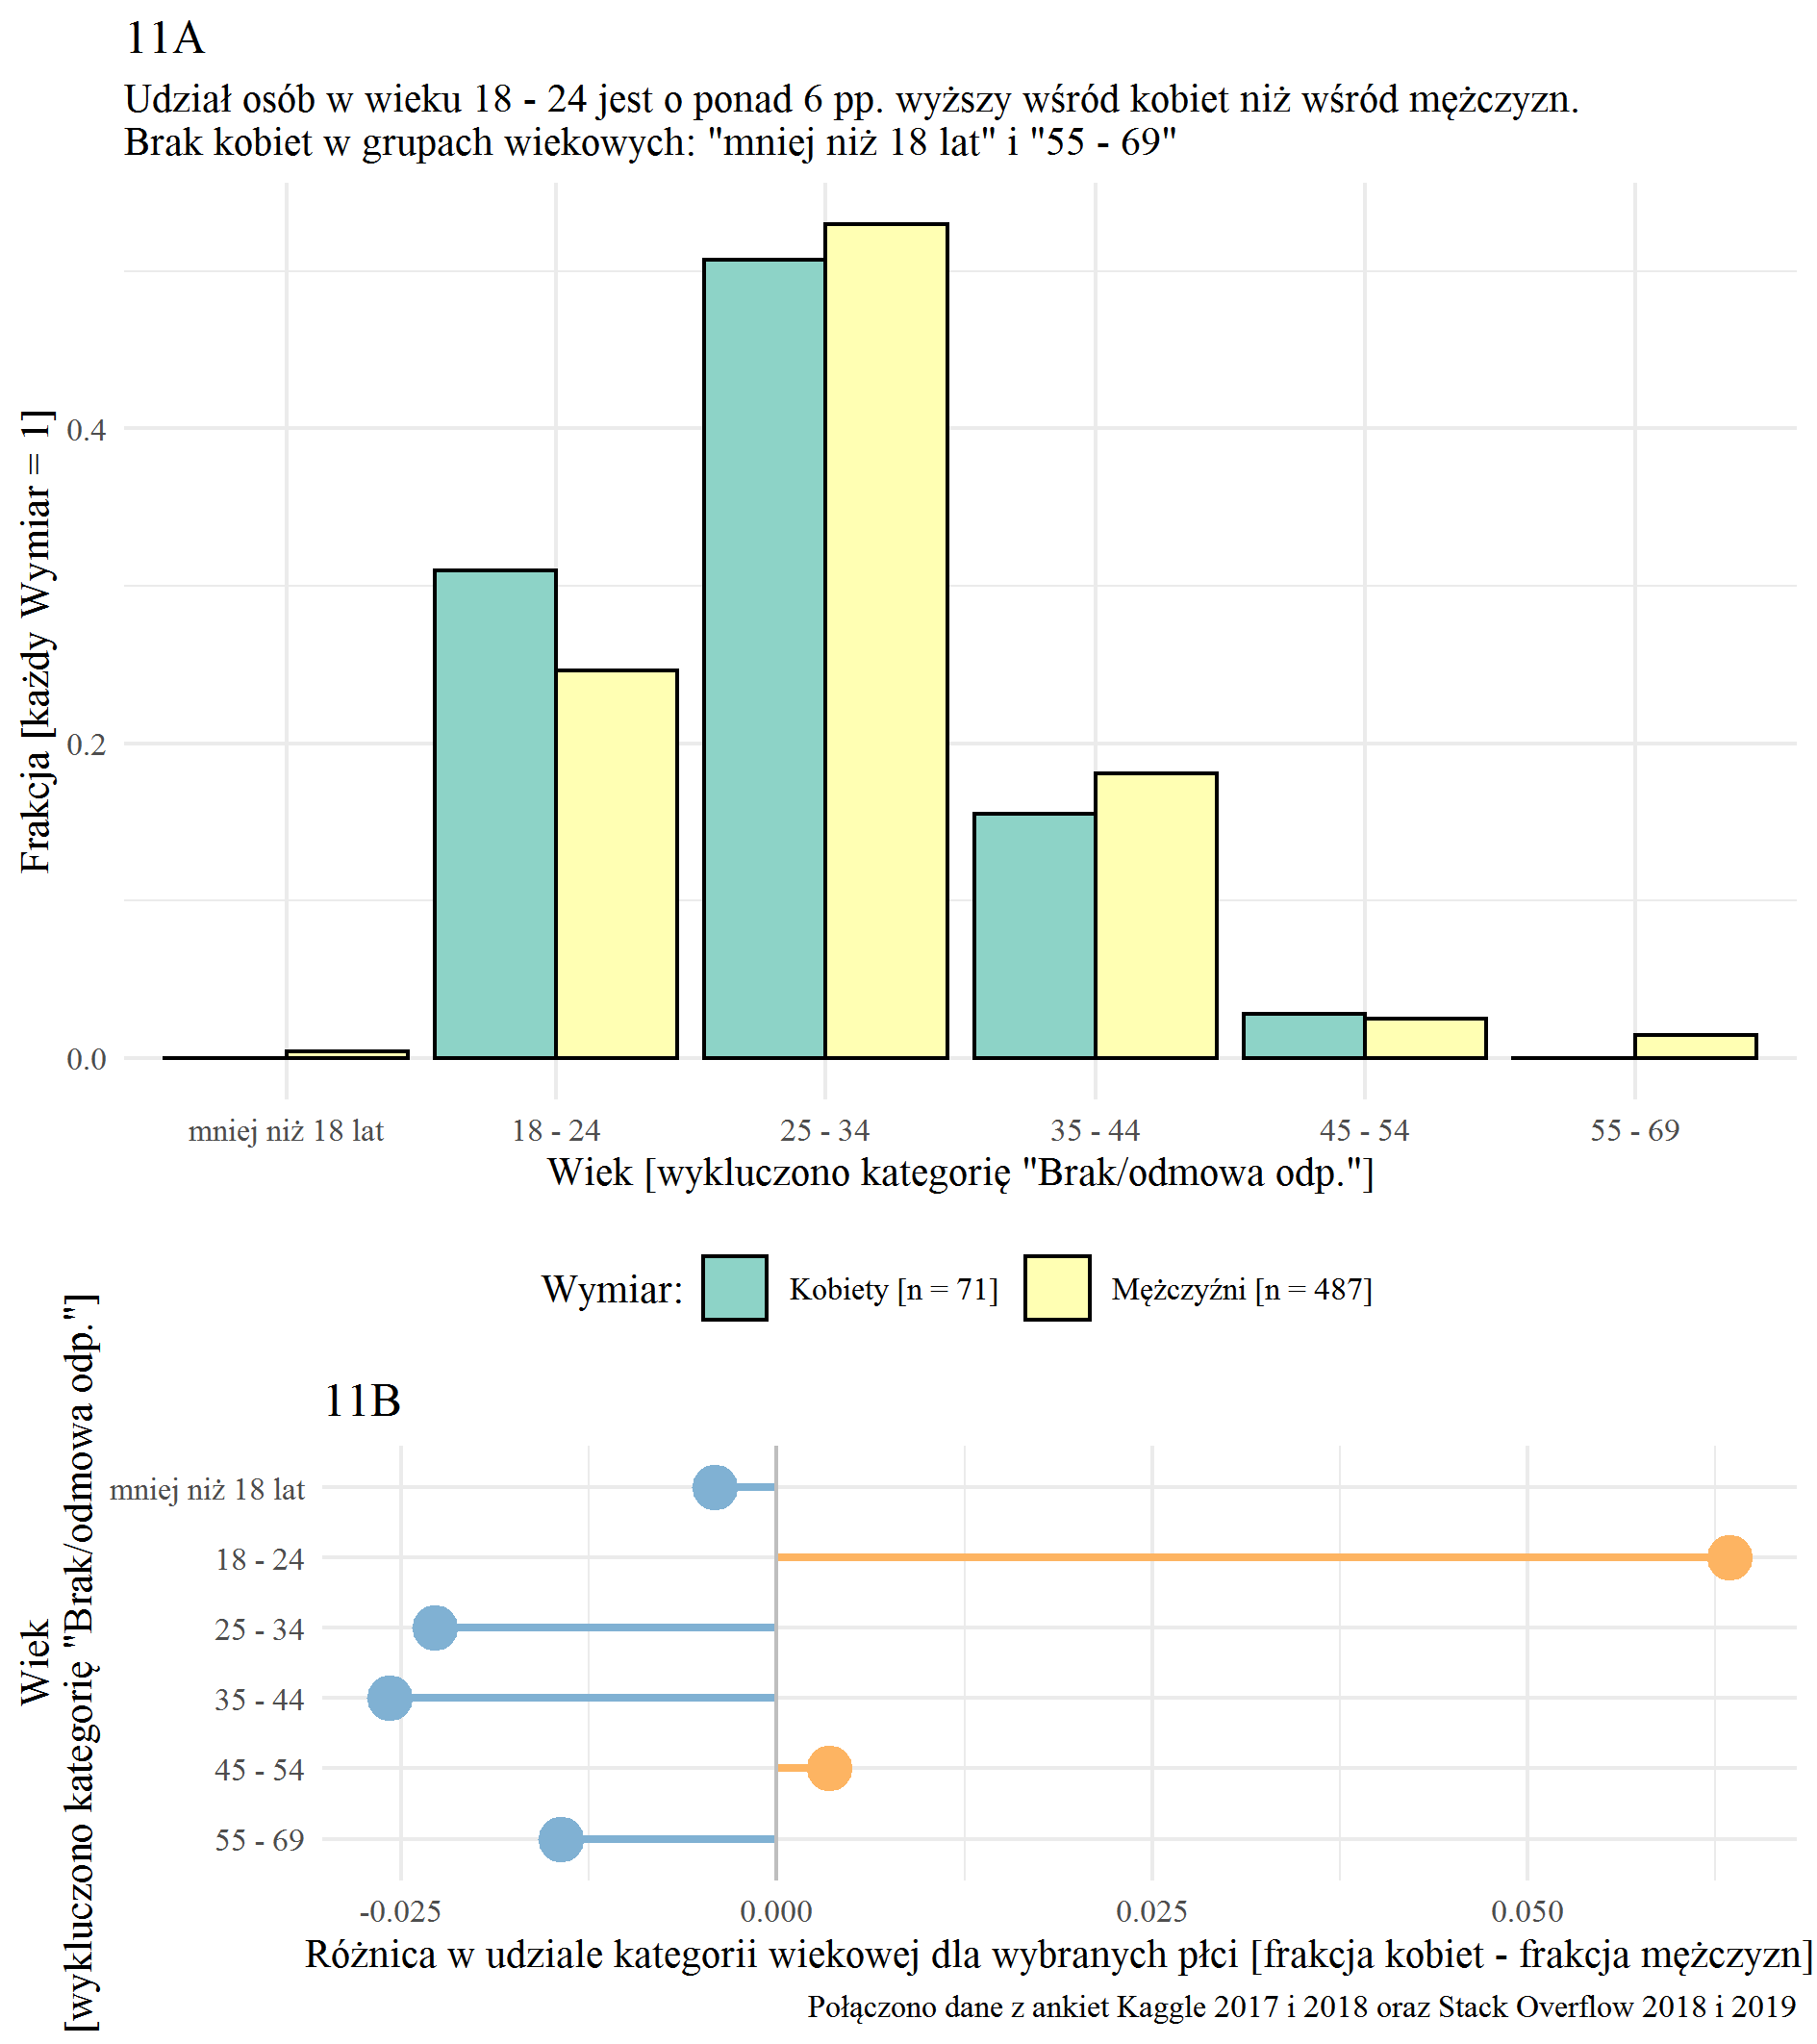 11A
Udział osób w wieku 18 - 24 jest o ponad 6 pp. wyższy wśród kobiet niż wśród mężczyzn.
Brak kobiet w grupach wiekowych: "mniej niż 18 lat" i "55 - 69"
Frakcja [każdy Wymiar = 1]
0.4
0.2
0.0
mniej niż 18 lat
18 - 24
25 - 34
35 - 44
45 - 54
55 - 69
Wiek [wykluczono kategorię "Brak/odmowa odp."]
Wymiar:
Kobiety [n = 71]
Mężczyźni [n = 487]
11B
Wiek
[wykluczono kategorię "Brak/odmowa odp."]
mniej niż 18 lat
18 - 24
25 - 34
35 - 44
45 - 54
55 - 69
-0.025
0.000
0.025
0.050
Różnica w udziale kategorii wiekowej dla wybranych płci [frakcja kobiet - frakcja mężczyzn]
Połączono dane z ankiet Kaggle 2017 i 2018 oraz Stack Overflow 2018 i 2019